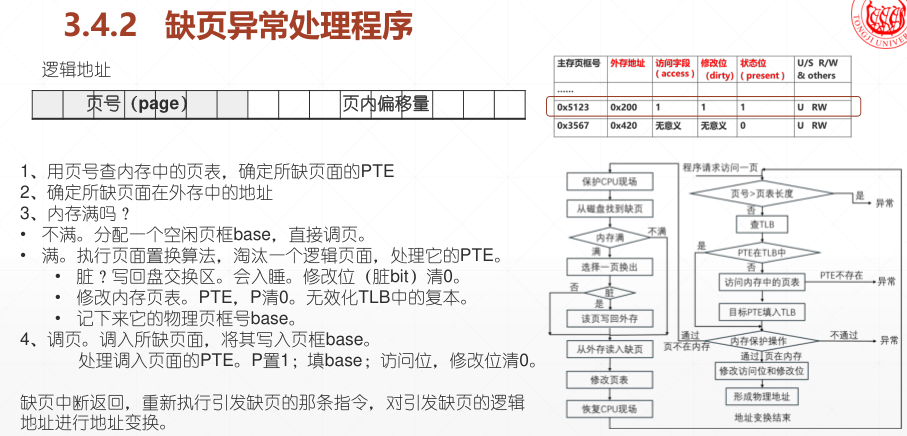 3.4.2 缺页异常处理程序
TONGJI UNIVER
逻辑地址
页号（page） 页内偏移量
主存页框号 外存地址 访问字段（access） 修改位（dirty） 状态位（present） U/S R/W & others
......
0x5123 0x200 1 1 1 U RW
0x3567 0x420 无意义 无意义 0 U RW
1、用页号查内存中的页表，确定所缺页面的PTE
2、确定所缺页面在外存中的地址
3、内存满吗？
• 不满。分配一个空闲页框base，直接调页。
• 满。执行页面置换算法，淘汰一个逻辑页面，处理它的PTE。
• 脏？写回盘交换区。会入睡。修改位（脏bit）清0。
• 修改内存页表。PTE，P清0。无效化TLB中的复本。
• 记下来它的物理页框号base。
4、调页。调入所缺页面，将其写入页框base。
处理调入页面的PTE。P置1；填base；访问位，修改位清0。
缺页中断返回，重新执行引发缺页的那条指令，对引发缺页的逻辑
地址进行地址变换。
保护CPU现场
从磁盘找到缺页
内存满
不满
满
选择一页换出
否
脏
是
该页写回外存
从外存读入缺页
修改页表
恢复CPU现场
程序请求访问一页
页号>页表长度
是
异常
否
查TLB
是
PTE在TLB中
否
访问内存中的页表
PTE不存在
异常
目标PTE填入TLB
通过
页不在内存
内存保护操作
不通过
异常
通过 页在内存
修改访问位和修改位
形成物理地址
地址变换结束